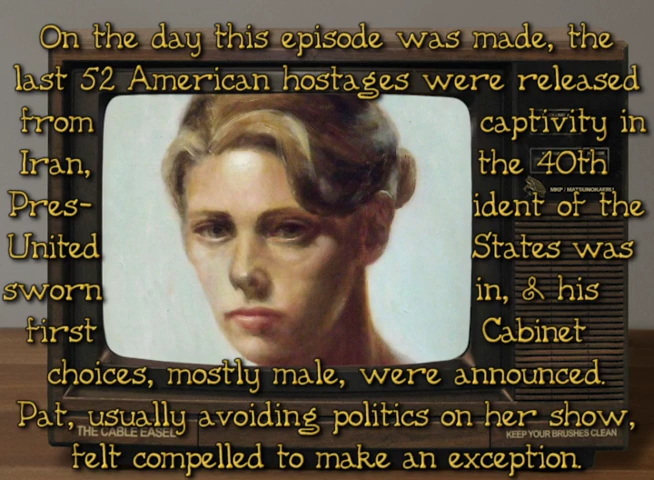 On the day this episode was made, the
last 52 American hostages were released
from captivity in
Iran, the 40th
Pres- ident of the
United States was
sworn in, & his
first Cabinet
choices, mostly male, were announced.
Pat, usually avoiding politics on her show,
felt compelled to make an exception.
MKP / MATSUNOKAFKU
THE CABLE EASEL
KEEP YOUR BRUSHES CLEAN